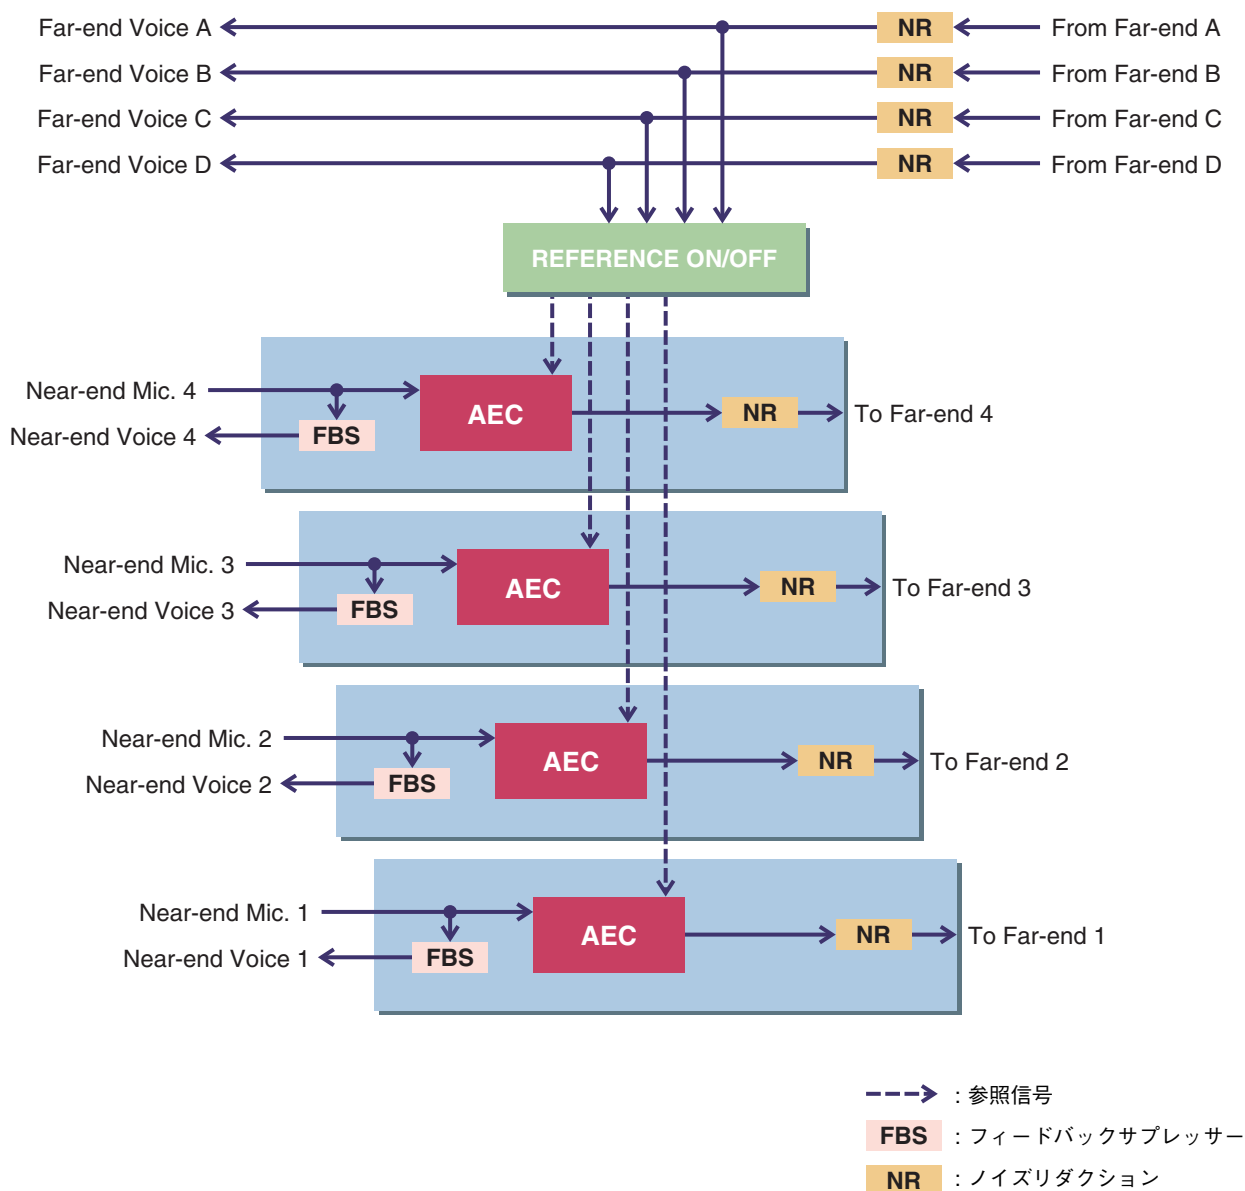 Far-end Voice A NR From Far-end A
Far-end Voice B NR From Far-end B
Far-end Voice C NR From Far-end C
Far-end Voice D NR From Far-end D
REFERENCE ON/OFF
Near-end Mic. 4
AEC
NR
To Far-end 4
Near-end Voice 4
FBS
Near-end Mic. 3
AEC
NR
To Far-end 3
Near-end Voice 3
FBS
Near-end Mic. 2
AEC
NR
To Far-end 2
Near-end Voice 2
FBS
Near-end Mic. 1
AEC
NR
To Far-end 1
Near-end Voice 1
FBS
: 参照信号
FBS : フィードバックサプレッサー
NR : ノイズリダクション